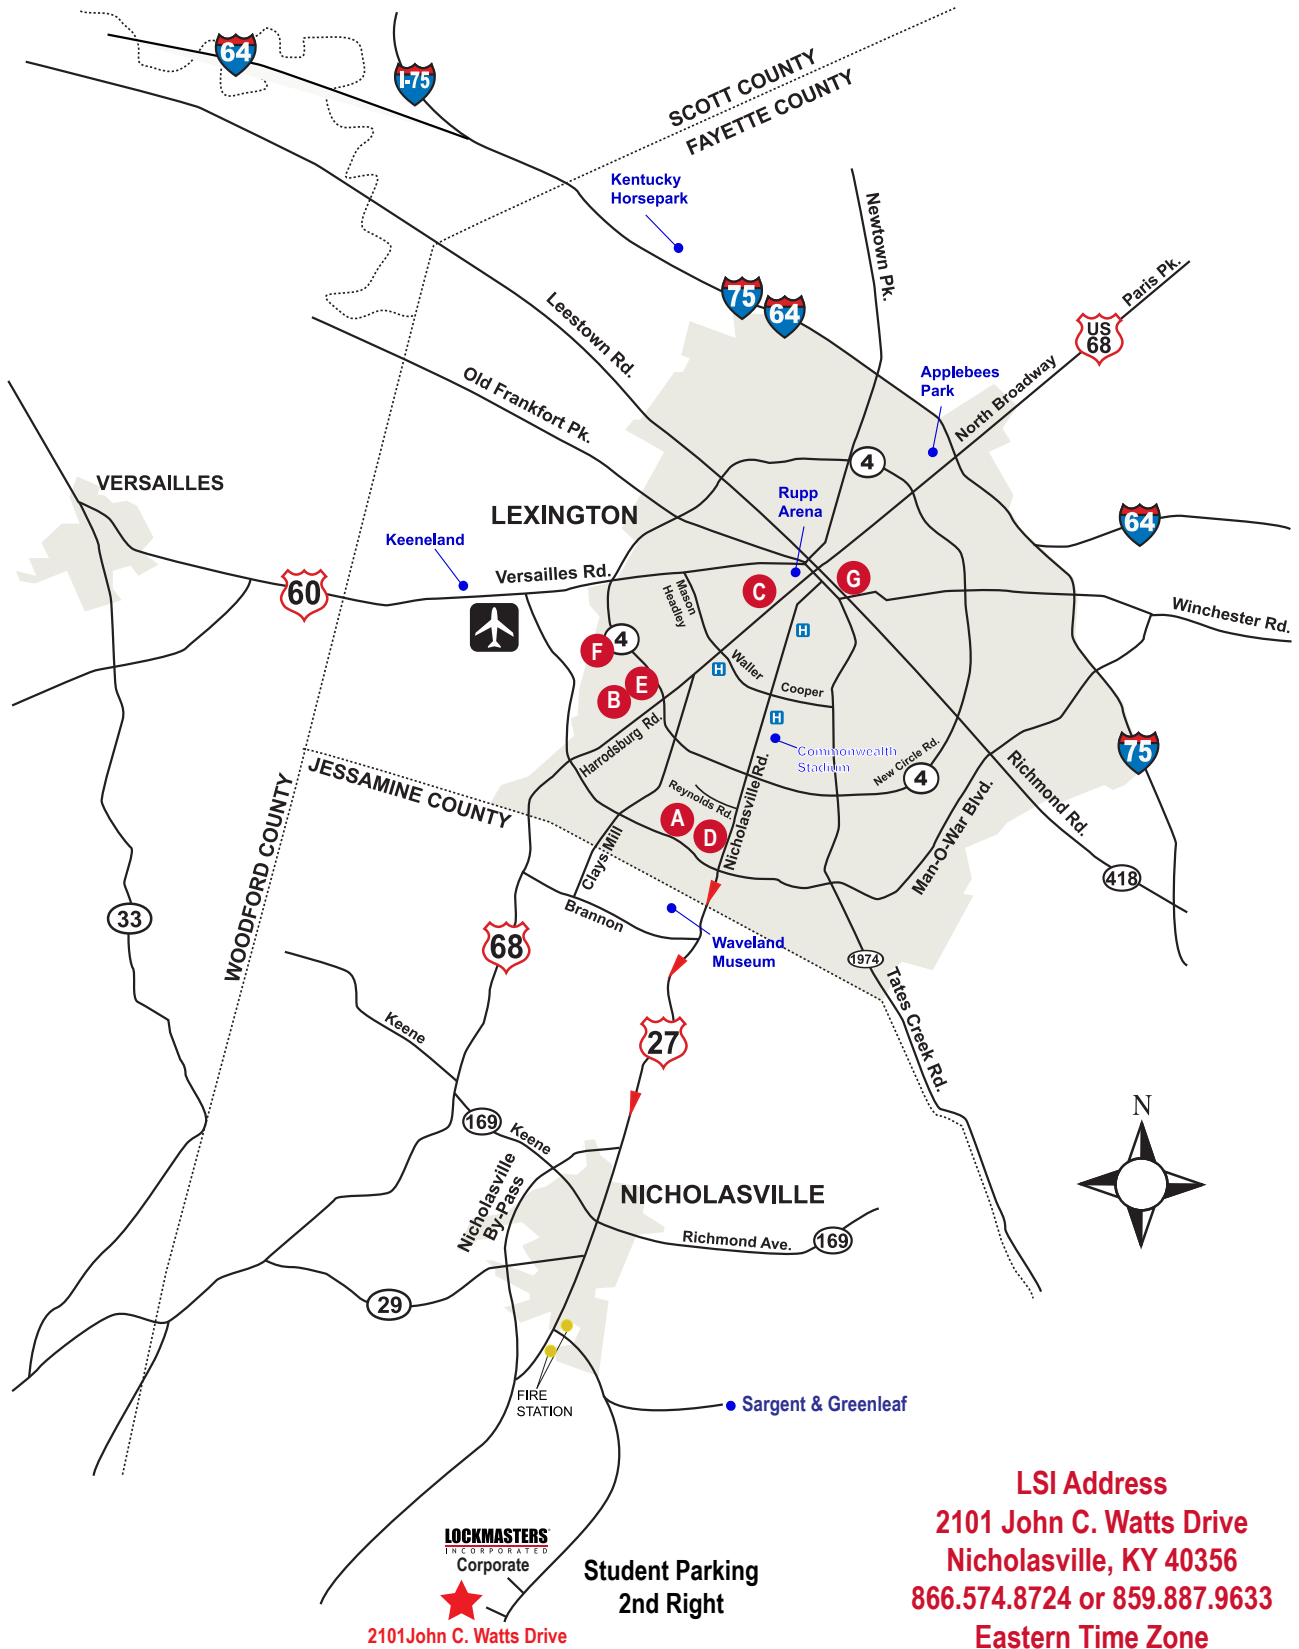 64
I-75
SCOTT COUNTY
FAYETTE COUNTY
Kentucky
Horsepark
Newtown Pk.
Paris Pk.
75
64
US
68
Leestown Rd.
Old Frankfort Pk.
Applebees
Park
North Broadway
4
VERSAILLES
Rupp
Arena
LEXINGTON
64
Keeneland
Versailles Rd.
60
Mason
Headley
C
G
Winchester Rd.
H
4
F
H
Waller
Cooper
E
B
H
Harrodsburg Rd.
Commonwealth
Stadium
New Circle Rd.
4
75
JESSAMINE COUNTY
WOODFORD COUNTY
Reynolds Rd.
Nicholasville Rd.
A
D
Richmond Rd.
Man-O-War Blvd.
Clays Mill
418
33
Brannon
68
Waveland
Museum
1974
Tates Creek Rd.
Keene
27
169
Keene
N
Nicholasville
By-Pass
NICHOLASVILLE
Richmond Ave.
169
29
FIRE
STATION
Sargent & Greenleaf
LOCKMASTERS
INCORPORATED
Corporate
Student Parking
2nd Right
2101John C. Watts Drive
LSI Address
2101 John C. Watts Drive
Nicholasville, KY 40356
866.574.8724 or 859.887.9633
Eastern Time Zone